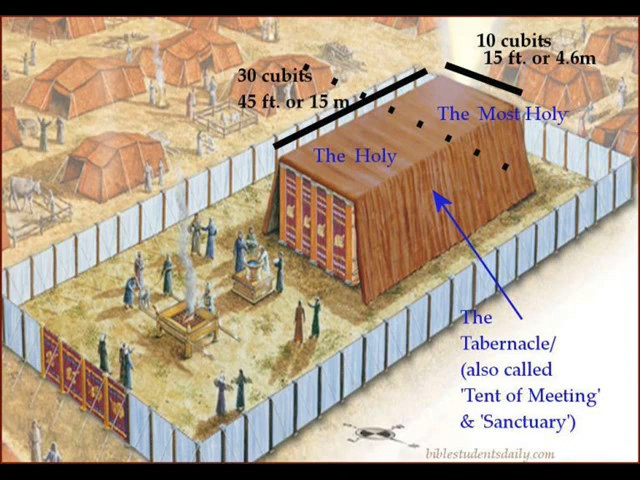 10 cubits
15 ft. or 4.6m
30 cubits
45 ft. or 15 m
The Most Holy
The Holy
The
Tabernacle/
(also called
'Tent of Meeting'
& 'Sanctuary')
biblestudentsdaily.com